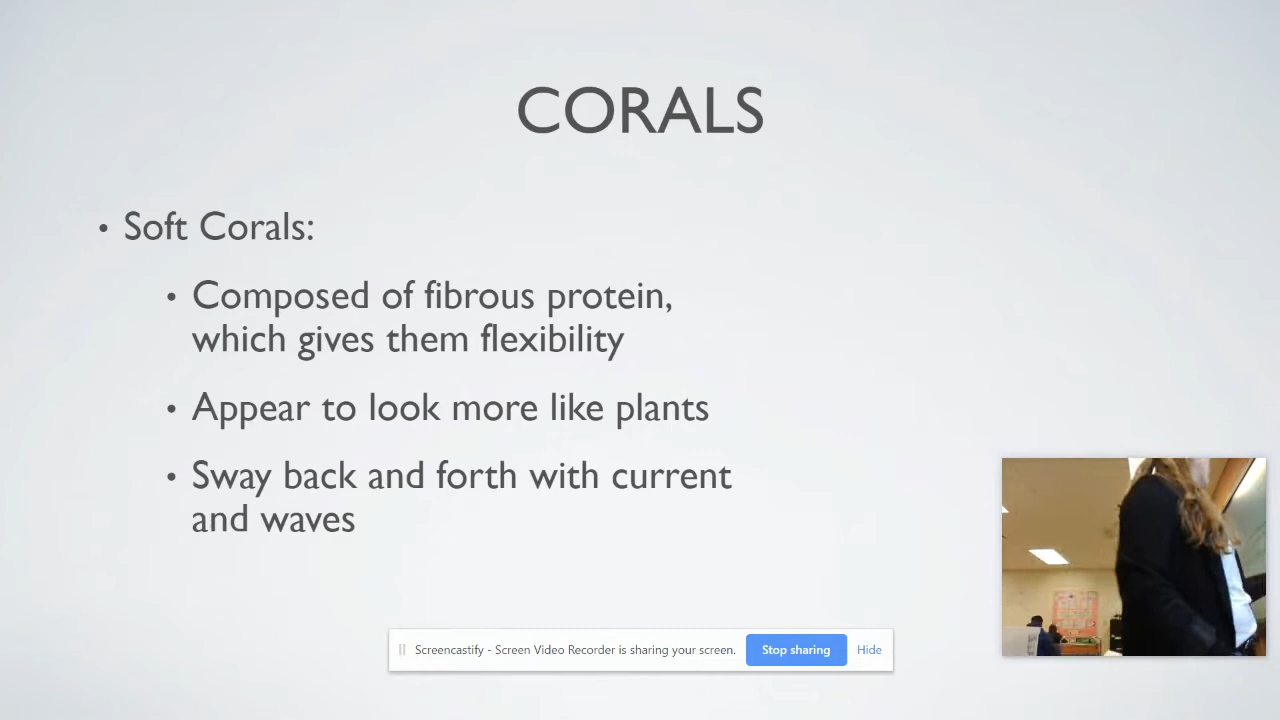 CORALS
• Soft Corals:
• Composed of fibrous protein,
which gives them flexibility
• Appear to look more like plants
• Sway back and forth with current
and waves
Screencastify - Screen Video Recorder is sharing your screen.
Stop sharing
Hide